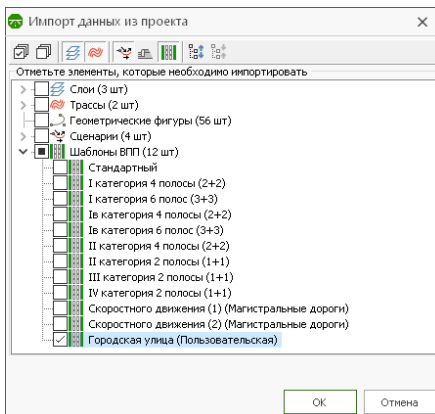 Импорт данных из проекта
Отметьте элементы, которые необходимо импортировать
Слои (3 шт)
Трассы (2 шт)
Геометрические фигуры (56 шт)
Сценарии (4 шт)
Шаблоны ВПП (12 шт)
Стандартный
I категория 4 полосы (2+2)
I категория 6 полос (3+3)
Iв категория 4 полосы (2+2)
Iв категория 6 полос (3+3)
II категория 4 полосы (2+2)
II категория 2 полосы (1+1)
III категория 2 полосы (1+1)
IV категория 2 полосы (1+1)
Скоростного движения (1) (Магистральные дороги)
Скоростного движения (2) (Магистральные дороги)
Городская улица (Пользовательская)
ОК Отмена